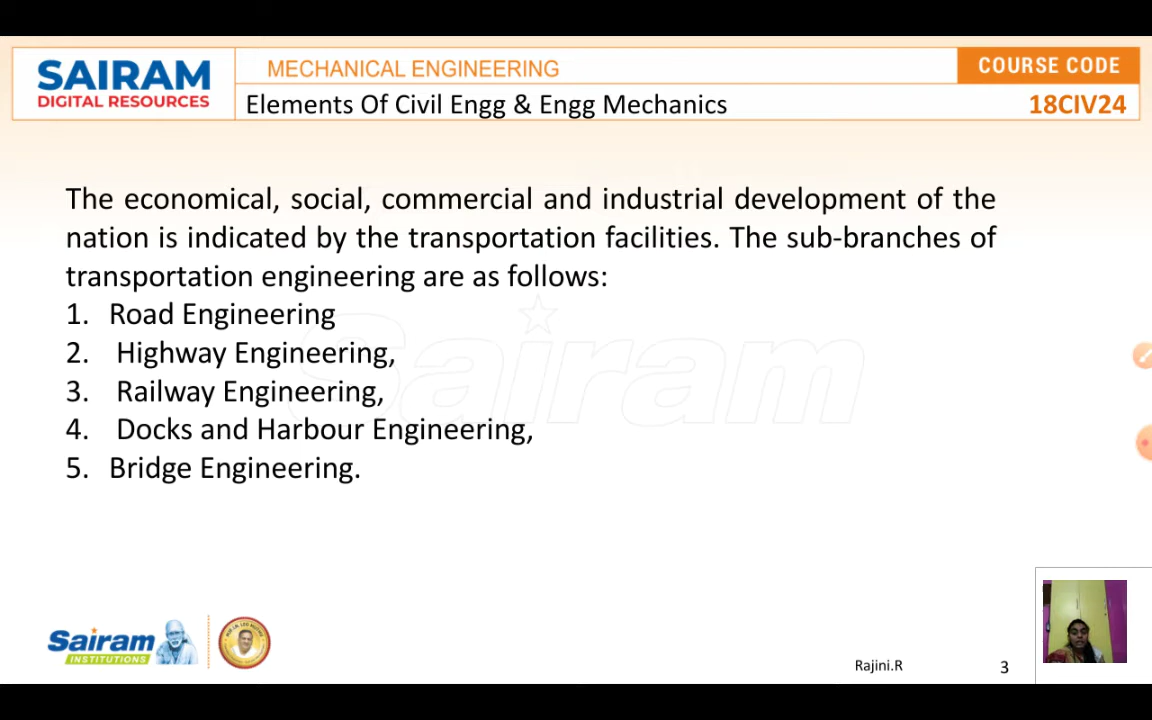 SAIRAM
DIGITAL RESOURCES
MECHANICAL ENGINEERING
COURSE CODE
Elements Of Civil Engg & Engg Mechanics
18CIV24
The economical, social, commercial and industrial development of the
nation is indicated by the transportation facilities. The sub-branches of
transportation engineering are as follows:
1. Road Engineering
2. Highway Engineering,
3. Railway Engineering,
4. Docks and Harbour Engineering,
5. Bridge Engineering.
Sairam
Sairam
INSTITUTIONS
Rajini.R
3